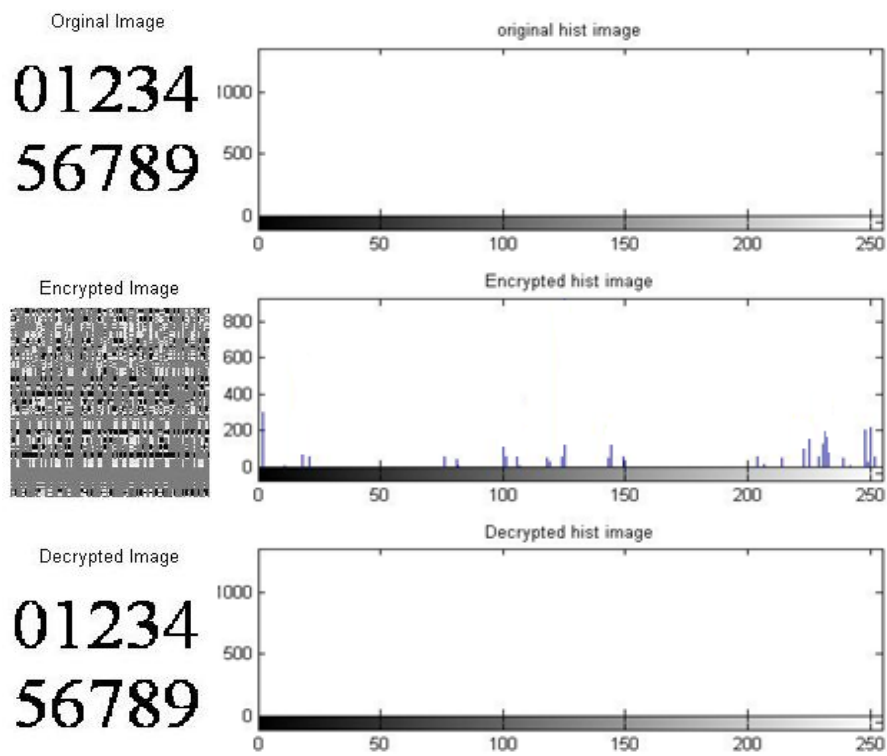 Orginal Image
original hist image
01234
56789
1000
500
0
0 50 100 150 200 250
Encrypted Image
Encrypted hist image
800
600
400
200
0
0 50 100 150 200 250
Decrypted Image
Decrypted hist image
01234
56789
1000
500
0
0 50 100 150 200 250